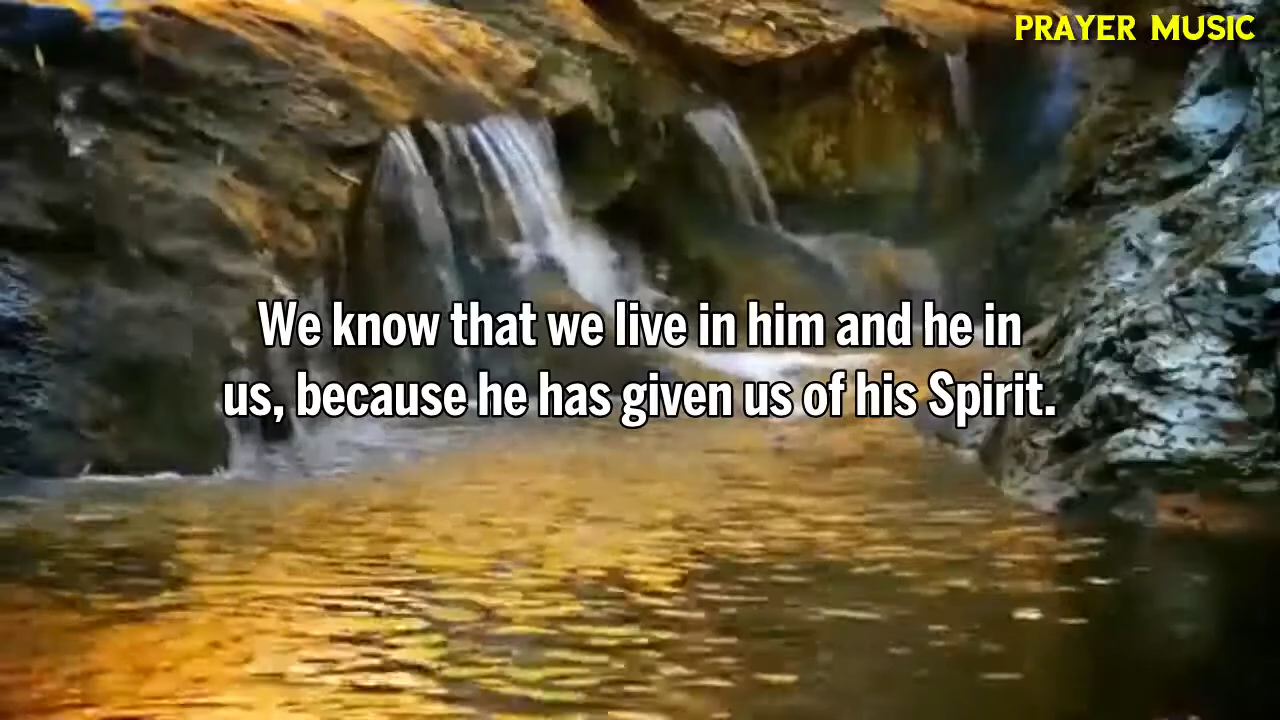 PRAYER MUSIC
We know that we live in him and he in
us, because he has given us of his Spirit.